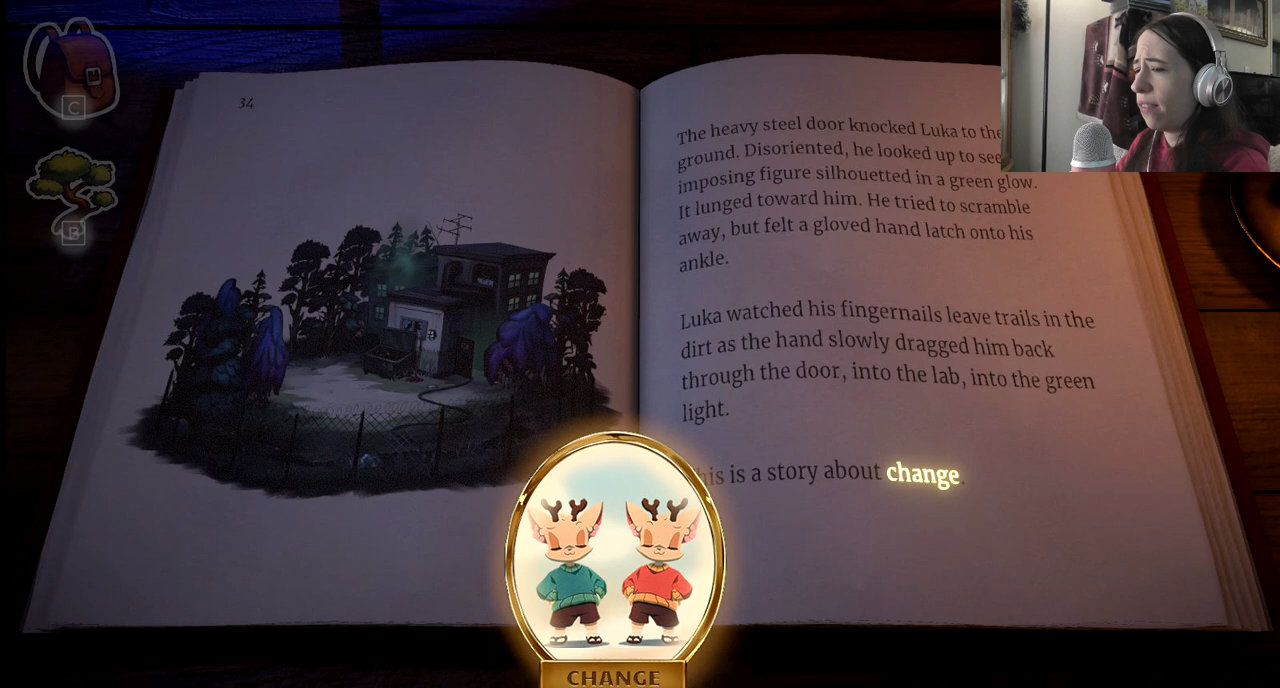 C
B
34
The heavy steel door knocked Luka to the
ground. Disoriented, he looked up to see
imposing figure silhouetted in a green glow.
It lunged toward him. He tried to scramble
away, but felt a gloved hand latch onto his
ankle.
Luka watched his fingernails leave trails in the
dirt as the hand slowly dragged him back
through the door, into the lab, into the green
light.
his is a story about change.
CHANGE